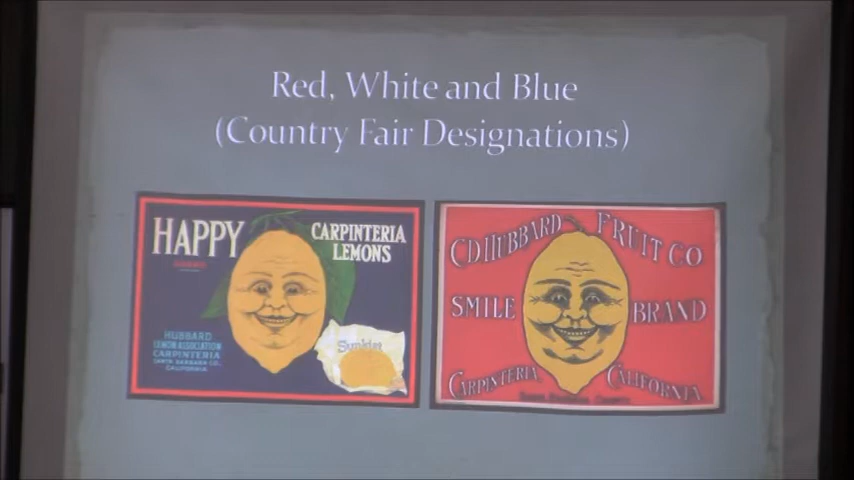 Red, White and Blue
(Country Fair Designations)
HAPPY
CARPINTERIA
LEMONS
HUBBARD
LEMON ASSOCIATION
CARPINTERIA
SANTA BARBARA CO.,
CALIFORNIA
Sunkist
C.D. HUBBARD FRUIT CO
SMILE BRAND
CARPINTERIA, CALIFORNIA